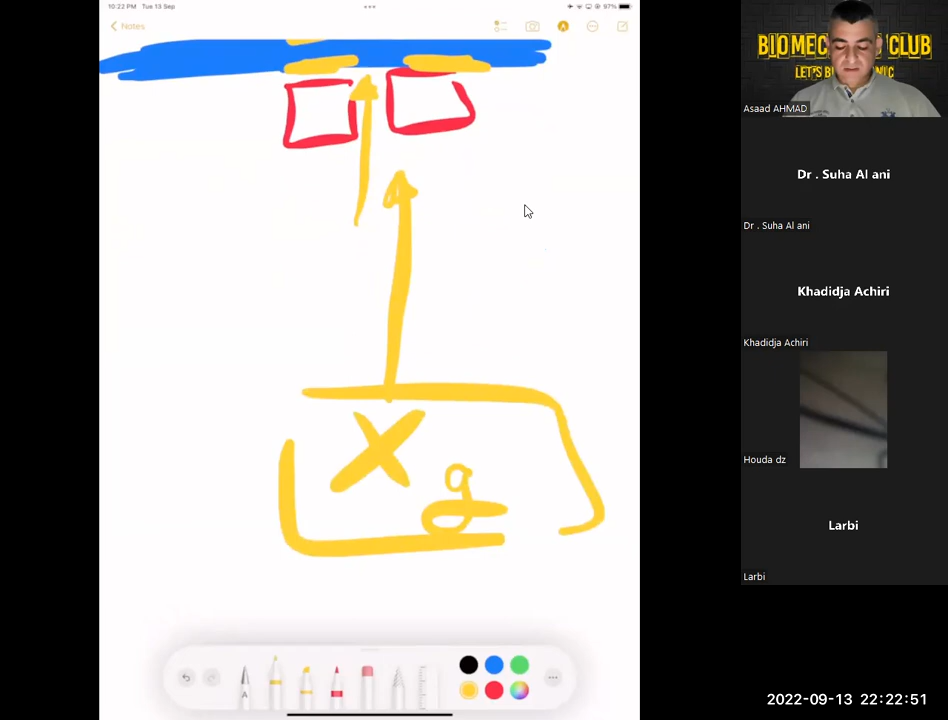 10:22 PM Tue 13 Sep
97%
Notes
X g
A
BIOMEC CLUB
LET'S B NIC
Asaad AHMAD
Dr . Suha Al ani
Dr . Suha Al ani
Khadidja Achiri
Khadidja Achiri
Houda dz
Larbi
Larbi
2022-09-13 22:22:51